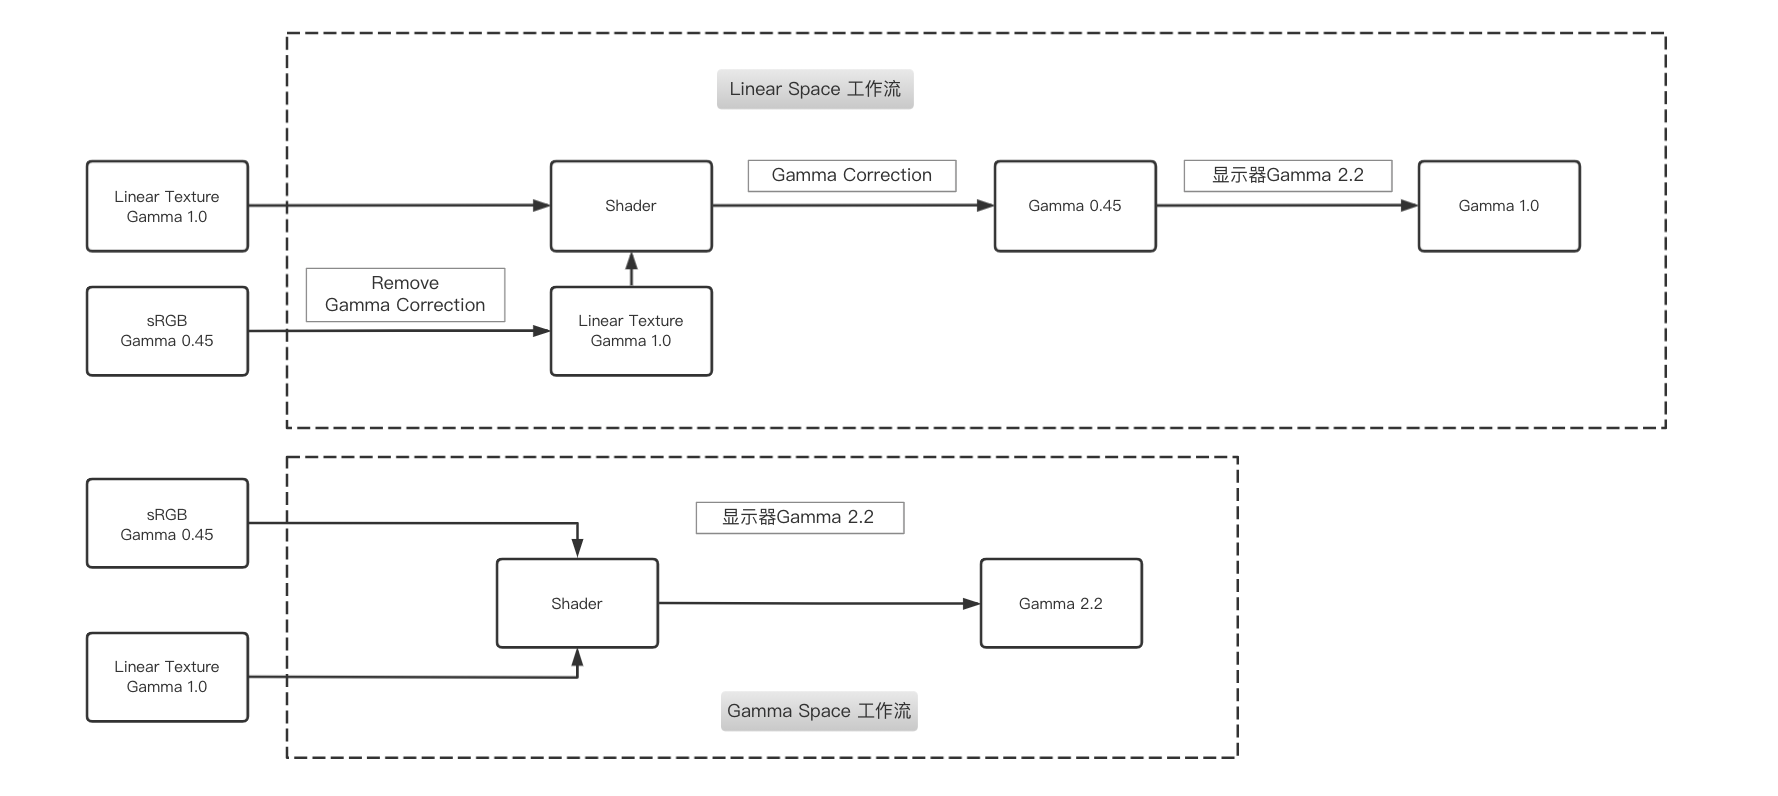 Linear Space 工作流
Linear Texture
Gamma 1.0
Shader
Gamma Correction
Gamma 0.45
显示器Gamma 2.2
Gamma 1.0
sRGB
Gamma 0.45
Remove
Gamma Correction
Linear Texture
Gamma 1.0
sRGB
Gamma 0.45
显示器Gamma 2.2
Shader
Gamma 2.2
Linear Texture
Gamma 1.0
Gamma Space 工作流